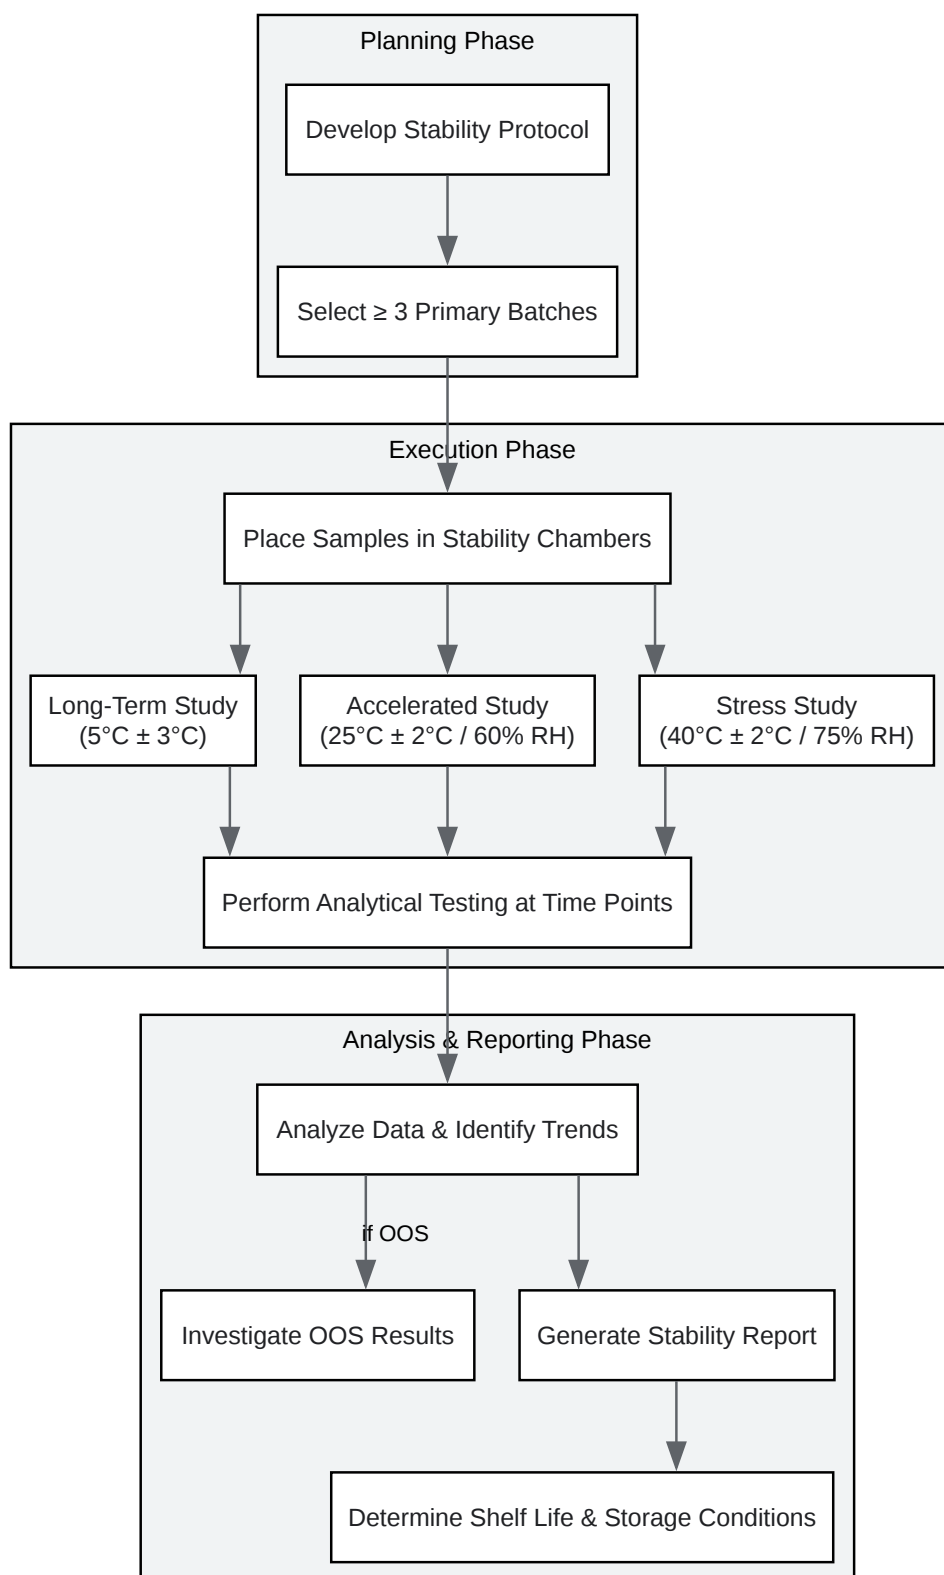 Planning Phase
Develop Stability Protocol
Select ≥ 3 Primary Batches
Execution Phase
Place Samples in Stability Chambers
Long-Term Study
(5°C ± 3°C)
Accelerated Study
(25°C ± 2°C / 60% RH)
Stress Study
(40°C ± 2°C / 75% RH)
Perform Analytical Testing at Time Points
Analysis & Reporting Phase
Analyze Data & Identify Trends
if OOS
Investigate OOS Results
Generate Stability Report
Determine Shelf Life & Storage Conditions